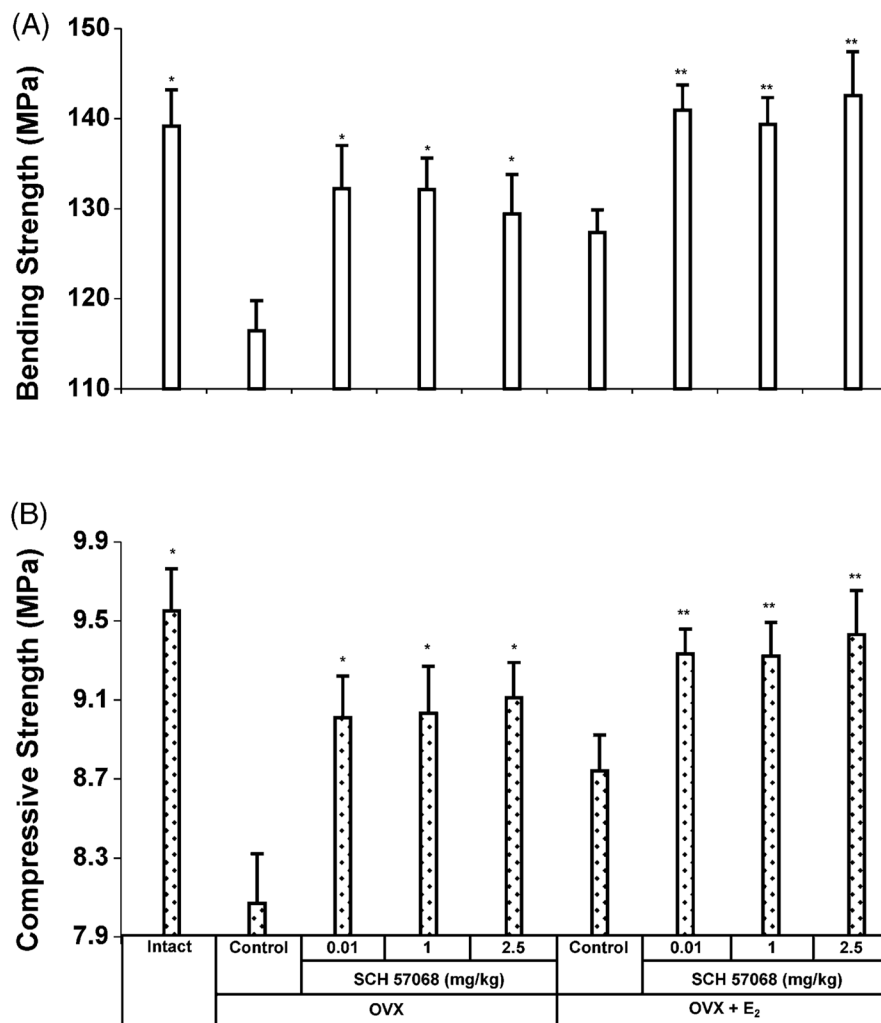 (A)
Bending Strength (MPa)
150
140
130
120
110
* * * * ** ** **
(B)
Compressive Strength (MPa)
9.9
9.5
9.1
8.7
8.3
7.9
* * * * ** ** **
Intact Control 0.01 1 2.5 Control 0.01 1 2.5
SCH 57068 (mg/kg) SCH 57068 (mg/kg)
OVX OVX + E₂